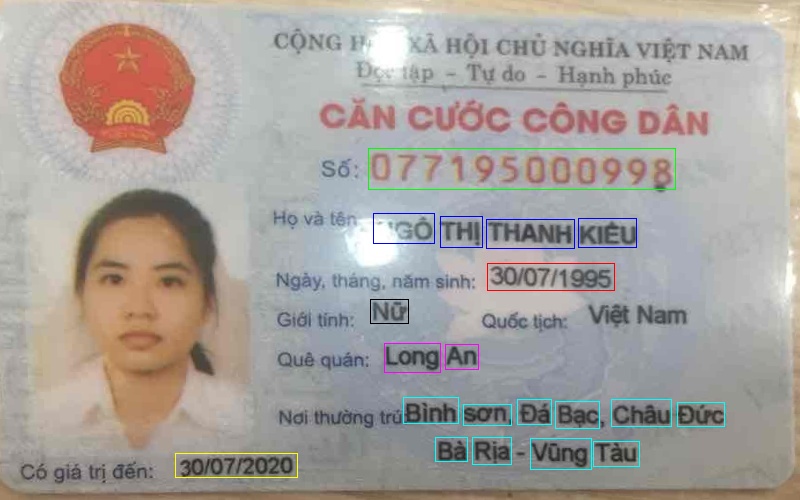 CỘNG HÒA XÃ HỘI CHỦ NGHĨA VIỆT NAM
Độc lập - Tự do - Hạnh phúc
CĂN CƯỚC CÔNG DÂN
Số: 077195000998
Họ và tên: NGÔ THỊ THANH KIỀU
Ngày, tháng, năm sinh: 30/07/1995
Giới tính: Nữ Quốc tịch: Việt Nam
Quê quán: Long An
Nơi thường trú: Bình sơn, Đá Bạc, Châu Đức
Bà Rịa - Vũng Tàu
Có giá trị đến: 30/07/2020